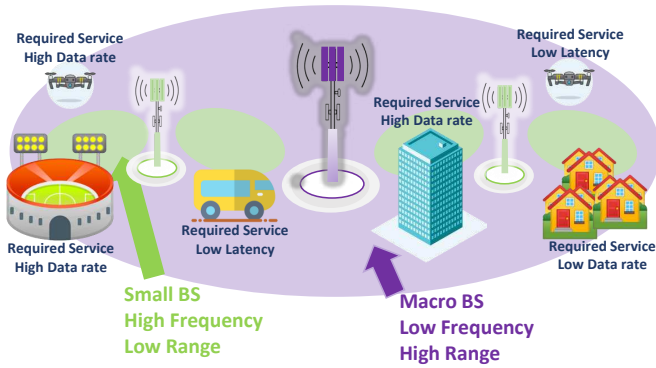 Required Service
High Data rate
Required Service
Low Latency
Required Service
High Data rate
Required Service
High Data rate
Required Service
Low Latency
Required Service
Low Data rate
Small BS
High Frequency
Low Range
Macro BS
Low Frequency
High Range